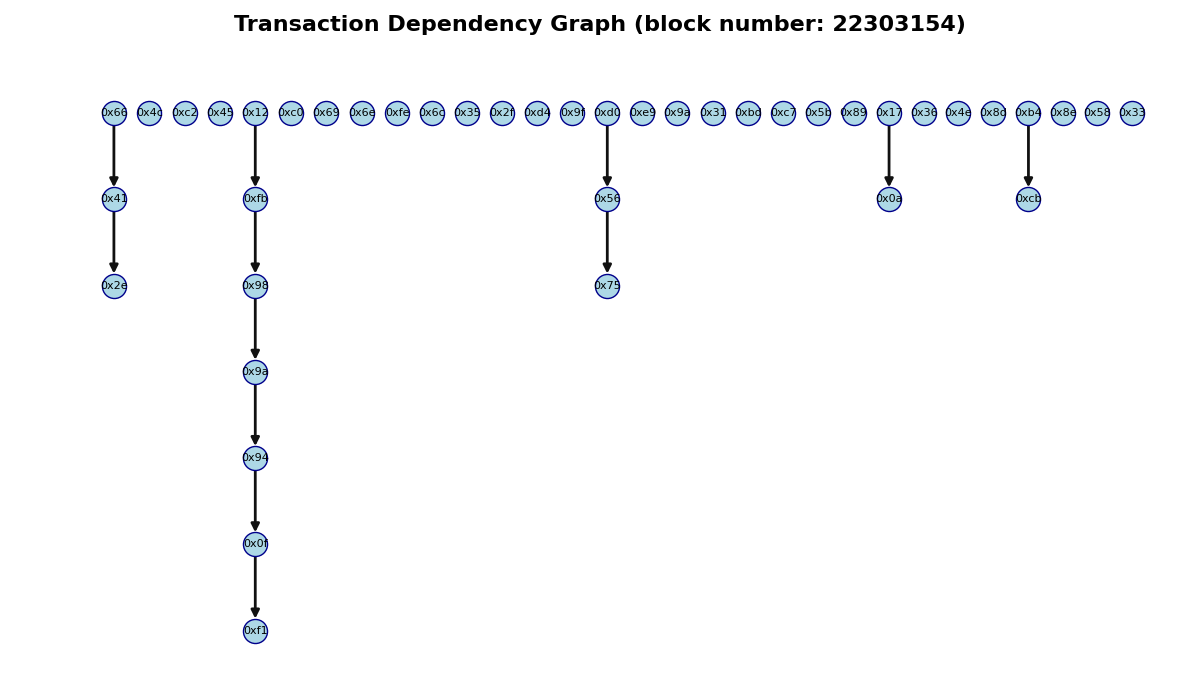 Transaction Dependency Graph (block number: 22303154)
0x66 0x4c 0xc2 0x45 0x12 0xc0 0x69 0x6e 0xfe 0x6c 0x35 0x2f 0xd4 0x9f 0xd0 0xe9 0x9a 0x31 0xbd 0xc7 0x5b 0x89 0x17 0x36 0x4e 0x8d 0xb4 0x8e 0x58 0x33
0x41 0xfb 0x56 0x0a 0xcb
0x2e 0x98 0x75
0x9a
0x94
0x0f
0xf1